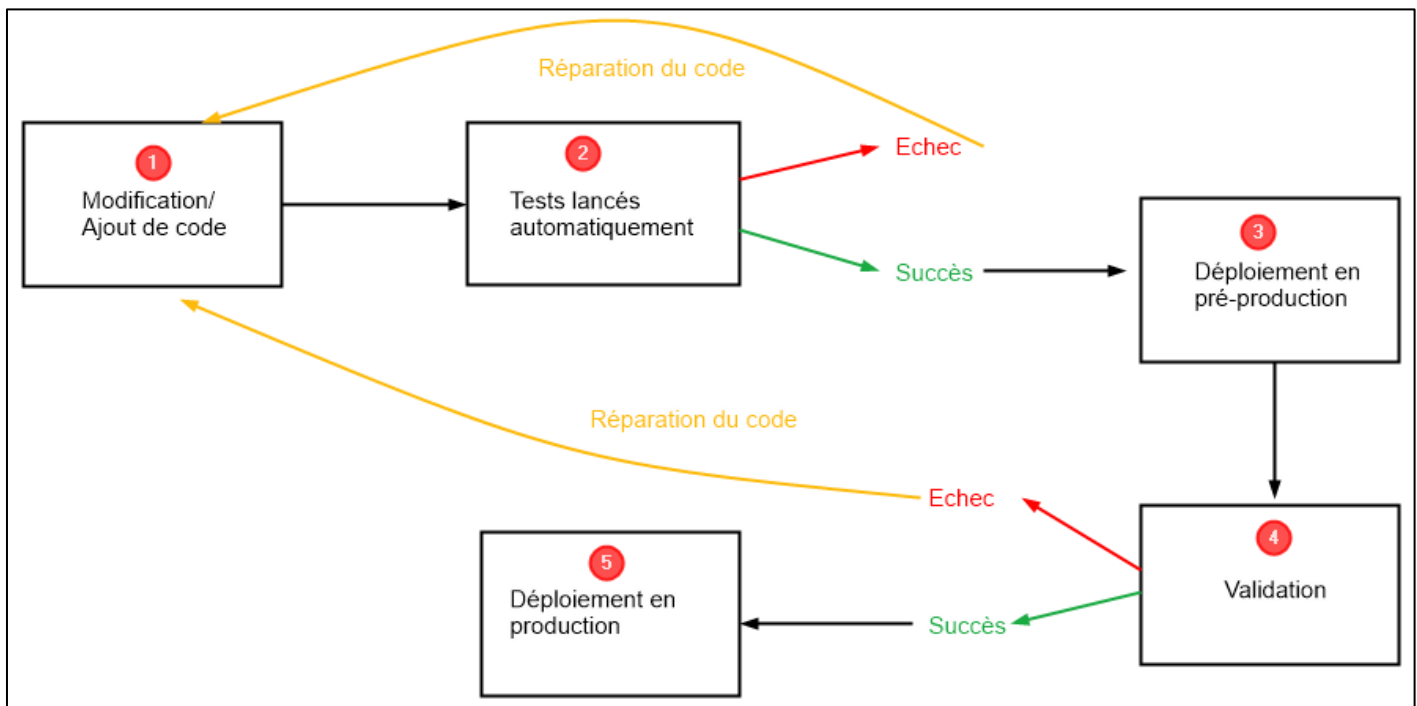 Réparation du code
1
Modification/
Ajout de code
2
Tests lancés
automatiquement
Echec
Succès
3
Déploiement en
pré-production
Réparation du code
Echec
4
Validation
5
Déploiement en
production
Succès